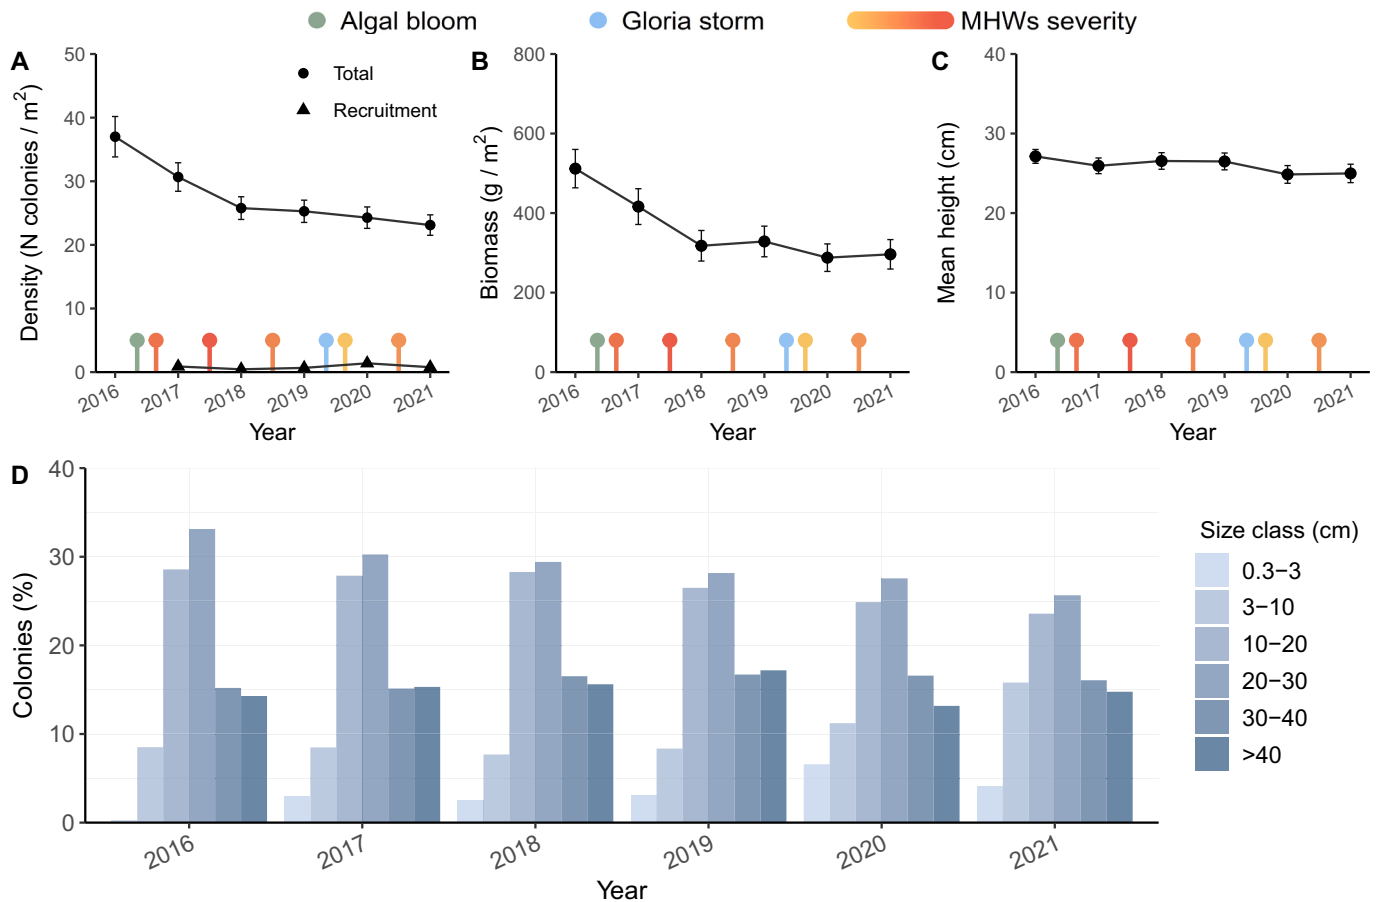 Algal bloom Gloria storm MHWs severity
A
Density (N colonies / m²)
50
40
30
20
10
0
Total
Recruitment
2016 2017 2018 2019 2020 2021
Year
B
Biomass (g / m²)
800
600
400
200
0
2016 2017 2018 2019 2020 2021
Year
C
Mean height (cm)
40
30
20
10
0
2016 2017 2018 2019 2020 2021
Year
D
Colonies (%)
40
30
20
10
0
2016 2017 2018 2019 2020 2021
Year
Size class (cm)
0.3−3
3−10
10−20
20−30
30−40
>40